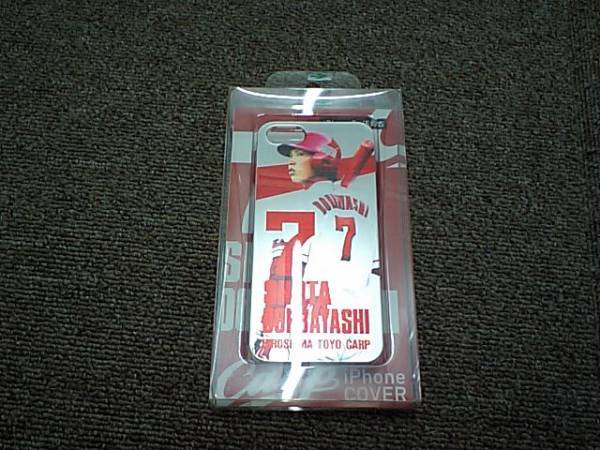 DOUBAYASHI
7
7
SHOTA
DOUBAYASHI
HIROSHIMA TOYO CARP
Carp
iPhone
COVER